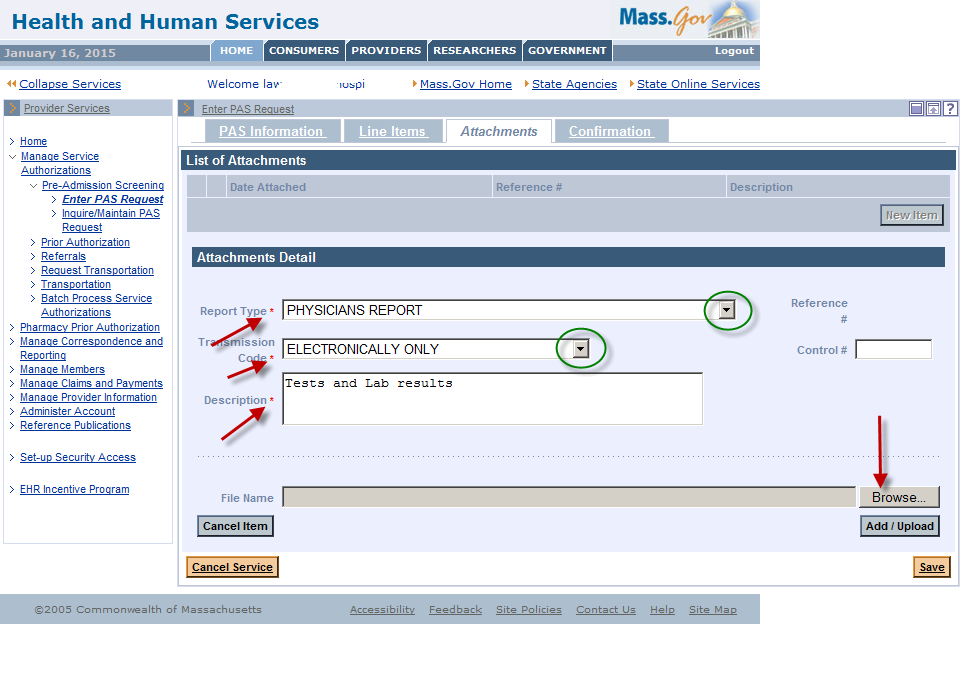 Health and Human Services
Mass.Gov
January 16, 2015
HOME CONSUMERS PROVIDERS RESEARCHERS GOVERNMENT Logout
Collapse Services
Welcome
Mass.Gov Home State Agencies State Online Services
Provider Services
Home
Manage Service
Authorizations
Pre-Admission Screening
Enter PAS Request
Inquire/Maintain PAS
Request
Prior Authorization
Referrals
Request Transportation
Transportation
Batch Process Service
Authorizations
Pharmacy Prior Authorization
Manage Correspondence and
Reporting
Manage Members
Manage Claims and Payments
Manage Provider Information
Administer Account
Reference Publications
Set-up Security Access
EHR Incentive Program
Enter PAS Request
?
PAS Information Line Items Attachments Confirmation
List of Attachments
Date Attached Reference # Description
New Item
Attachments Detail
Report Type * PHYSICIANS REPORT
Reference
#
Transmission
Code * ELECTRONICALLY ONLY
Control #
Description * Tests and Lab results
File Name Browse...
Cancel Item Add / Upload
Cancel Service Save
©2005 Commonwealth of Massachusetts
Accessibility Feedback Site Policies Contact Us Help Site Map